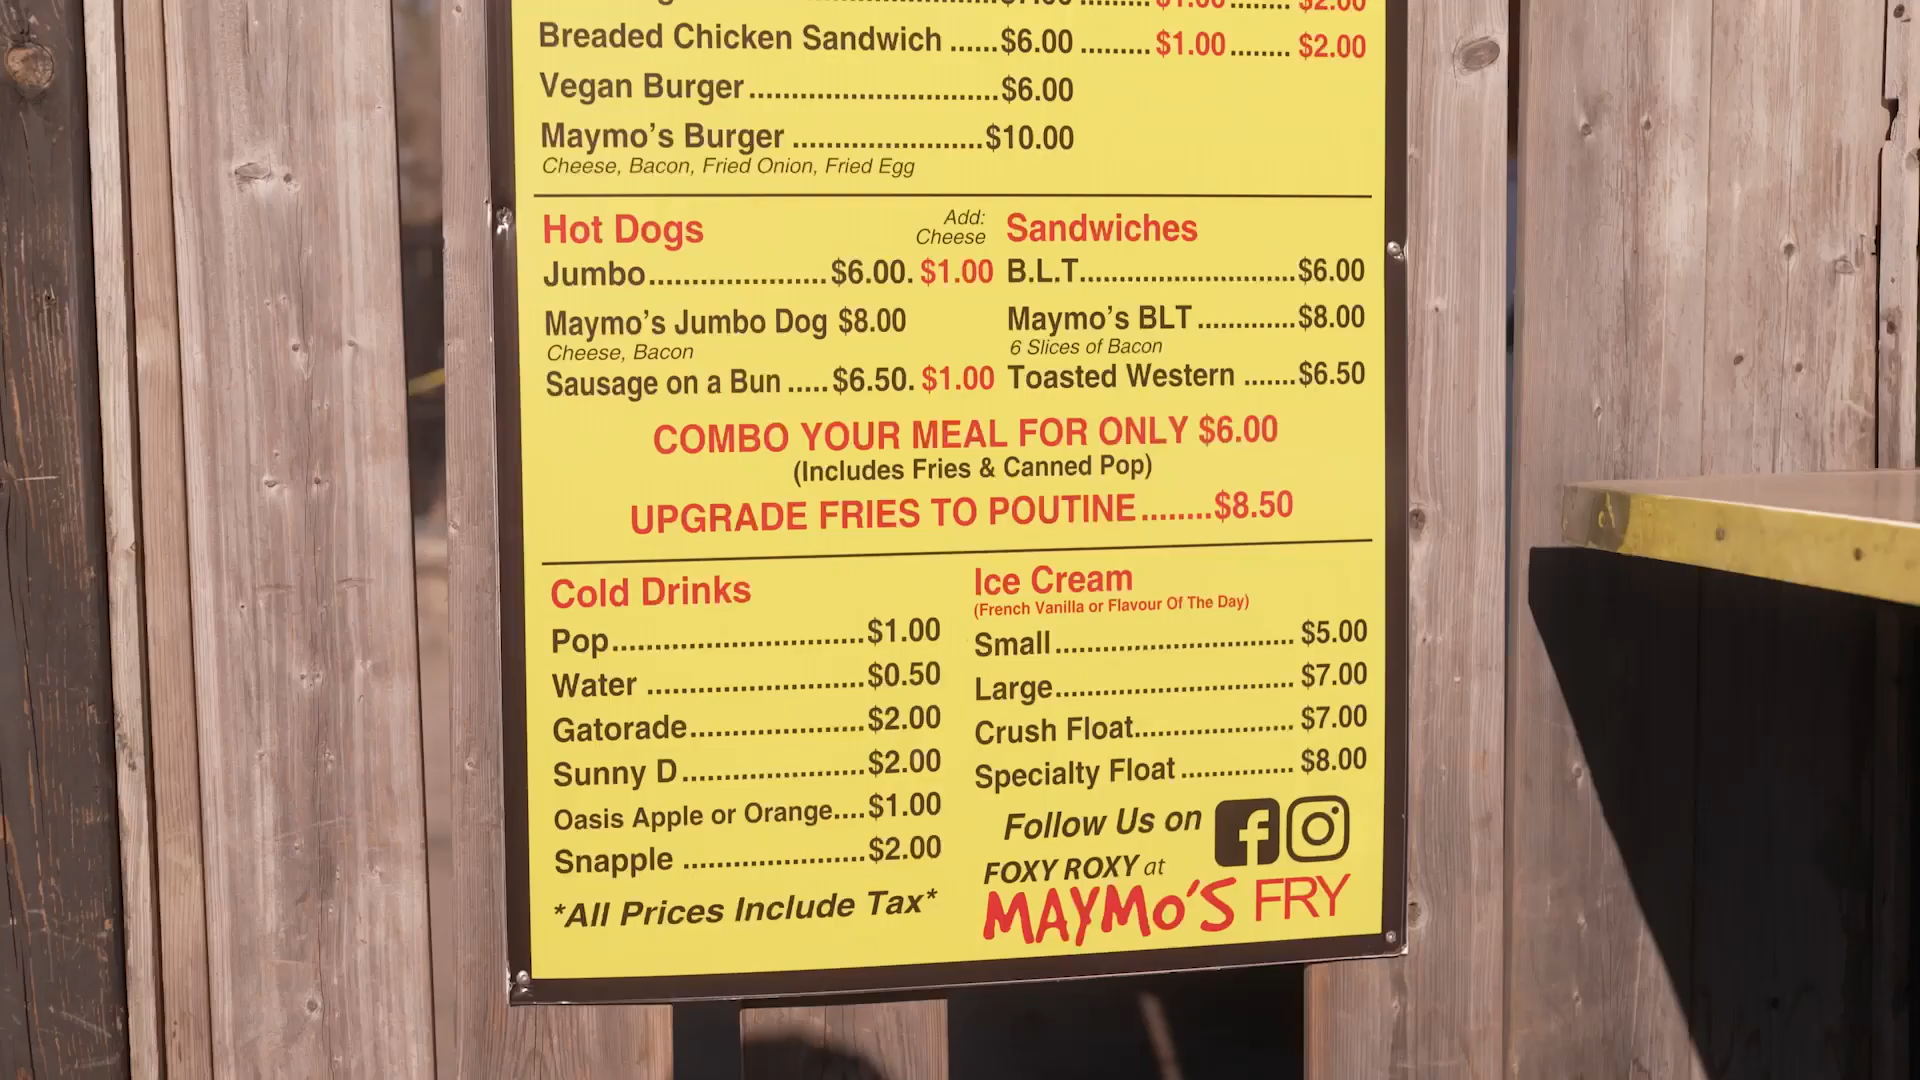 Breaded Chicken Sandwich ......$6.00 ......... $1.00 ........ $2.00
Vegan Burger ..............................$6.00
Maymo's Burger .......................$10.00
Cheese, Bacon, Fried Onion, Fried Egg
Hot Dogs Add: Cheese
Jumbo......................$6.00. $1.00
Maymo's Jumbo Dog $8.00
Cheese, Bacon
Sausage on a Bun .....$6.50. $1.00
Sandwiches
B.L.T..........................$6.00
Maymo's BLT ............$8.00
6 Slices of Bacon
Toasted Western .......$6.50
COMBO YOUR MEAL FOR ONLY $6.00
(Includes Fries & Canned Pop)
UPGRADE FRIES TO POUTINE........$8.50
Cold Drinks
Pop.............................$1.00
Water .........................$0.50
Gatorade....................$2.00
Sunny D.....................$2.00
Oasis Apple or Orange....$1.00
Snapple .....................$2.00
*All Prices Include Tax*
Ice Cream
(French Vanilla or Flavour Of The Day)
Small........................... $5.00
Large........................... $7.00
Crush Float.................. $7.00
Specialty Float............. $8.00
Follow Us on
FOXY ROXY at
MAYMO'S FRY